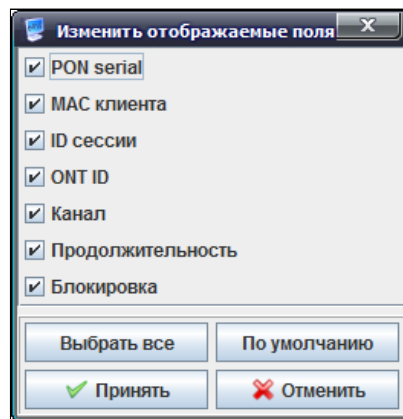 Изменить отображаемые поля
PON serial
MAC клиента
ID сессии
ONT ID
Канал
Продолжительность
Блокировка
Выбрать все По умолчанию
Принять Отменить